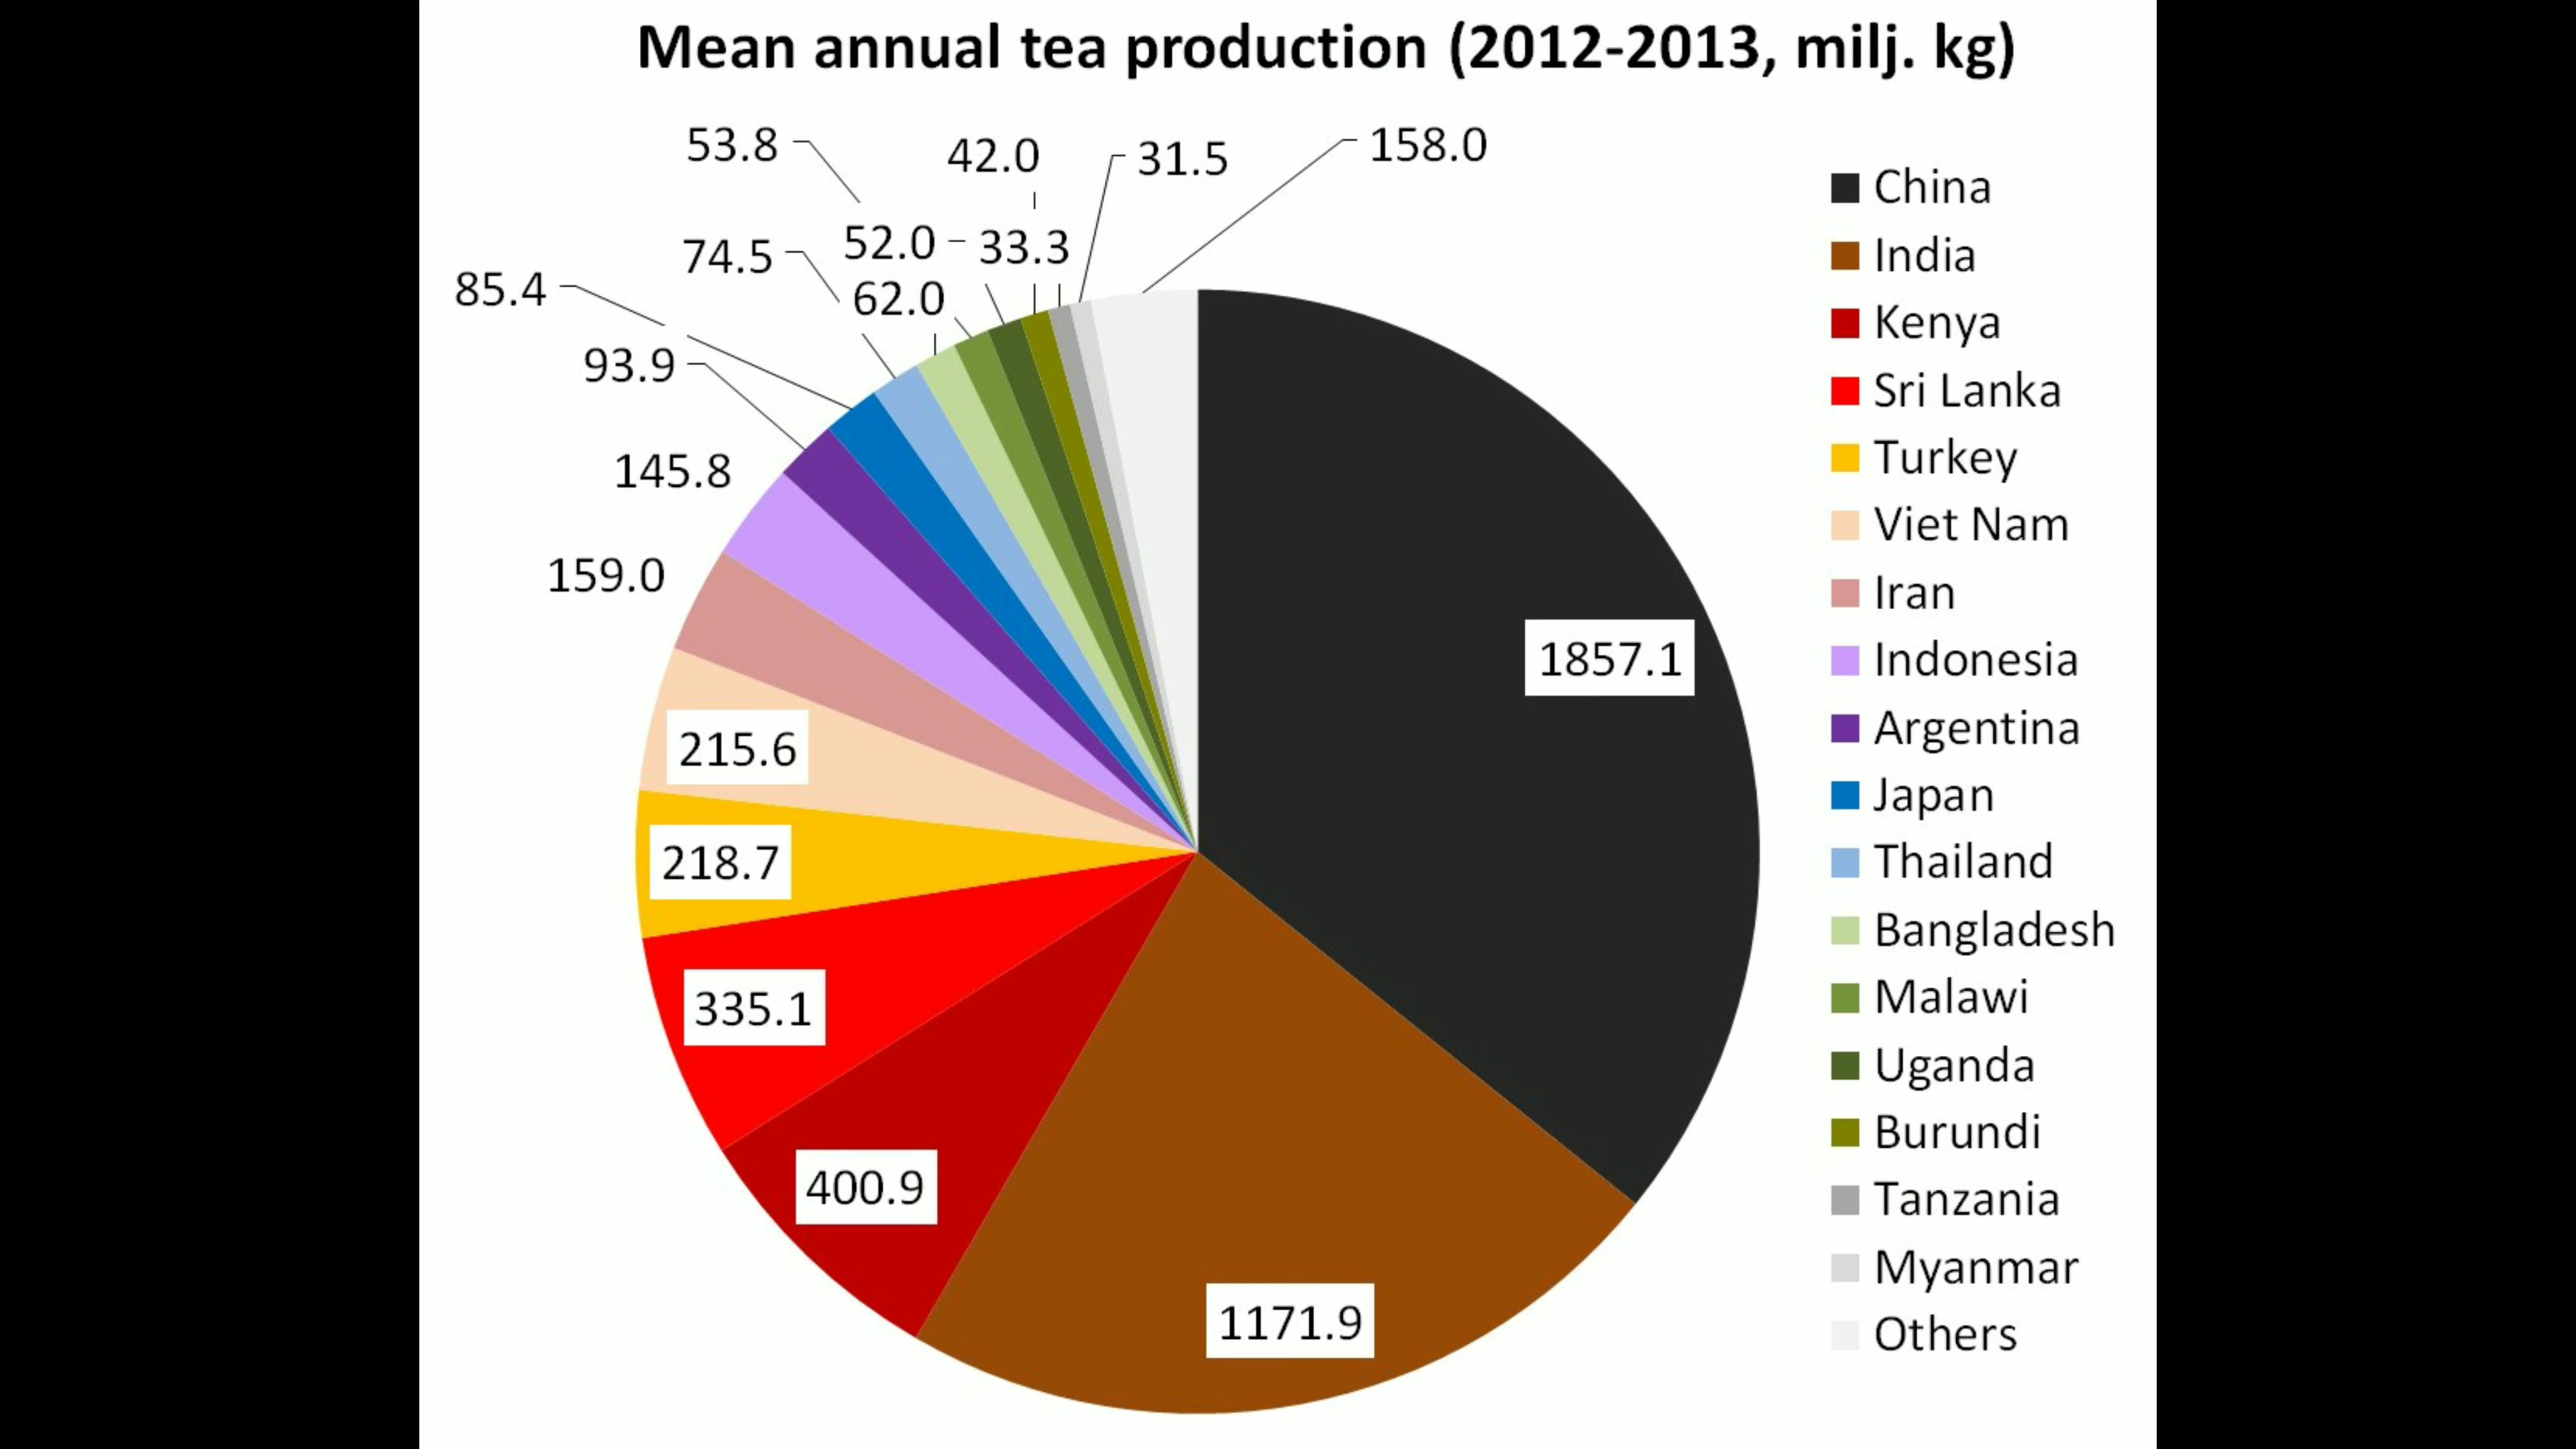 Mean annual tea production (2012-2013, milj. kg)
53.8
42.0
31.5
158.0
74.5
52.0
33.3
85.4
62.0
93.9
145.8
159.0
215.6
218.7
335.1
400.9
1171.9
1857.1
China
India
Kenya
Sri Lanka
Turkey
Viet Nam
Iran
Indonesia
Argentina
Japan
Thailand
Bangladesh
Malawi
Uganda
Burundi
Tanzania
Myanmar
Others